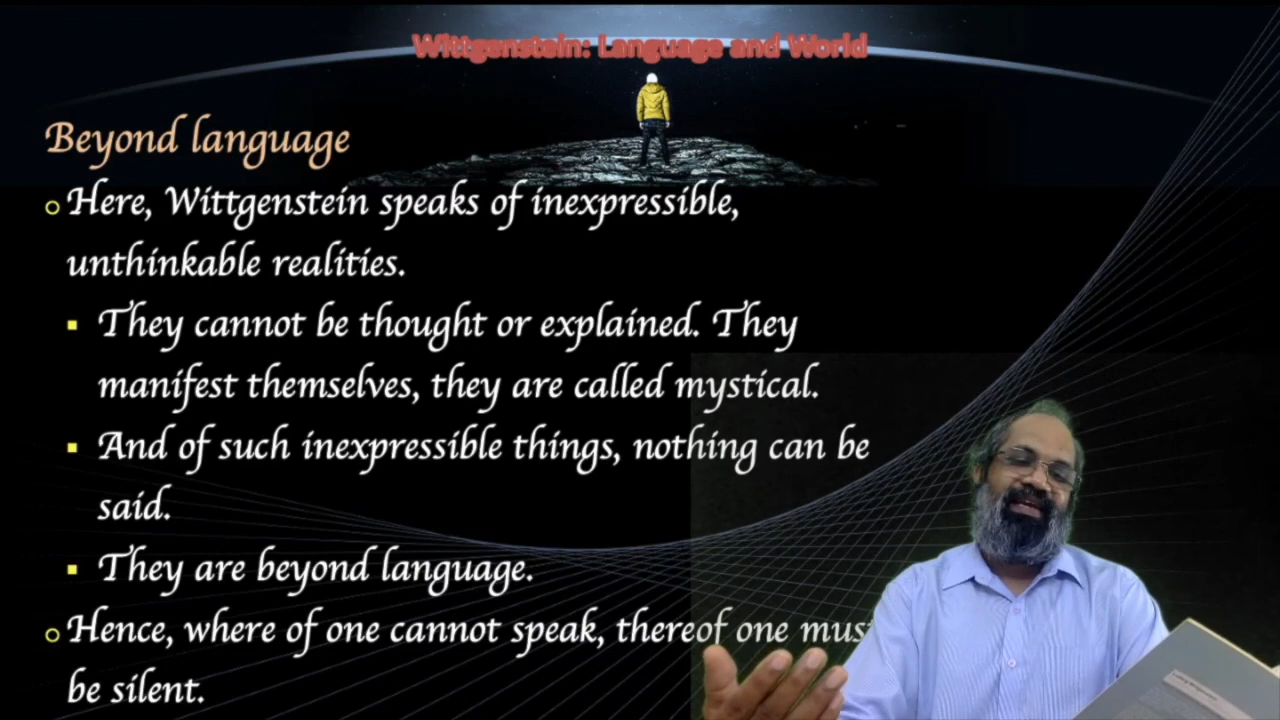 Wittgenstein: Language and World
Beyond language
Here, Wittgenstein speaks of inexpressible,
unthinkable realities.
They cannot be thought or explained. They
manifest themselves, they are called mystical.
And of such inexpressible things, nothing can be
said.
They are beyond language.
Hence, where of one cannot speak, thereof one must
be silent.